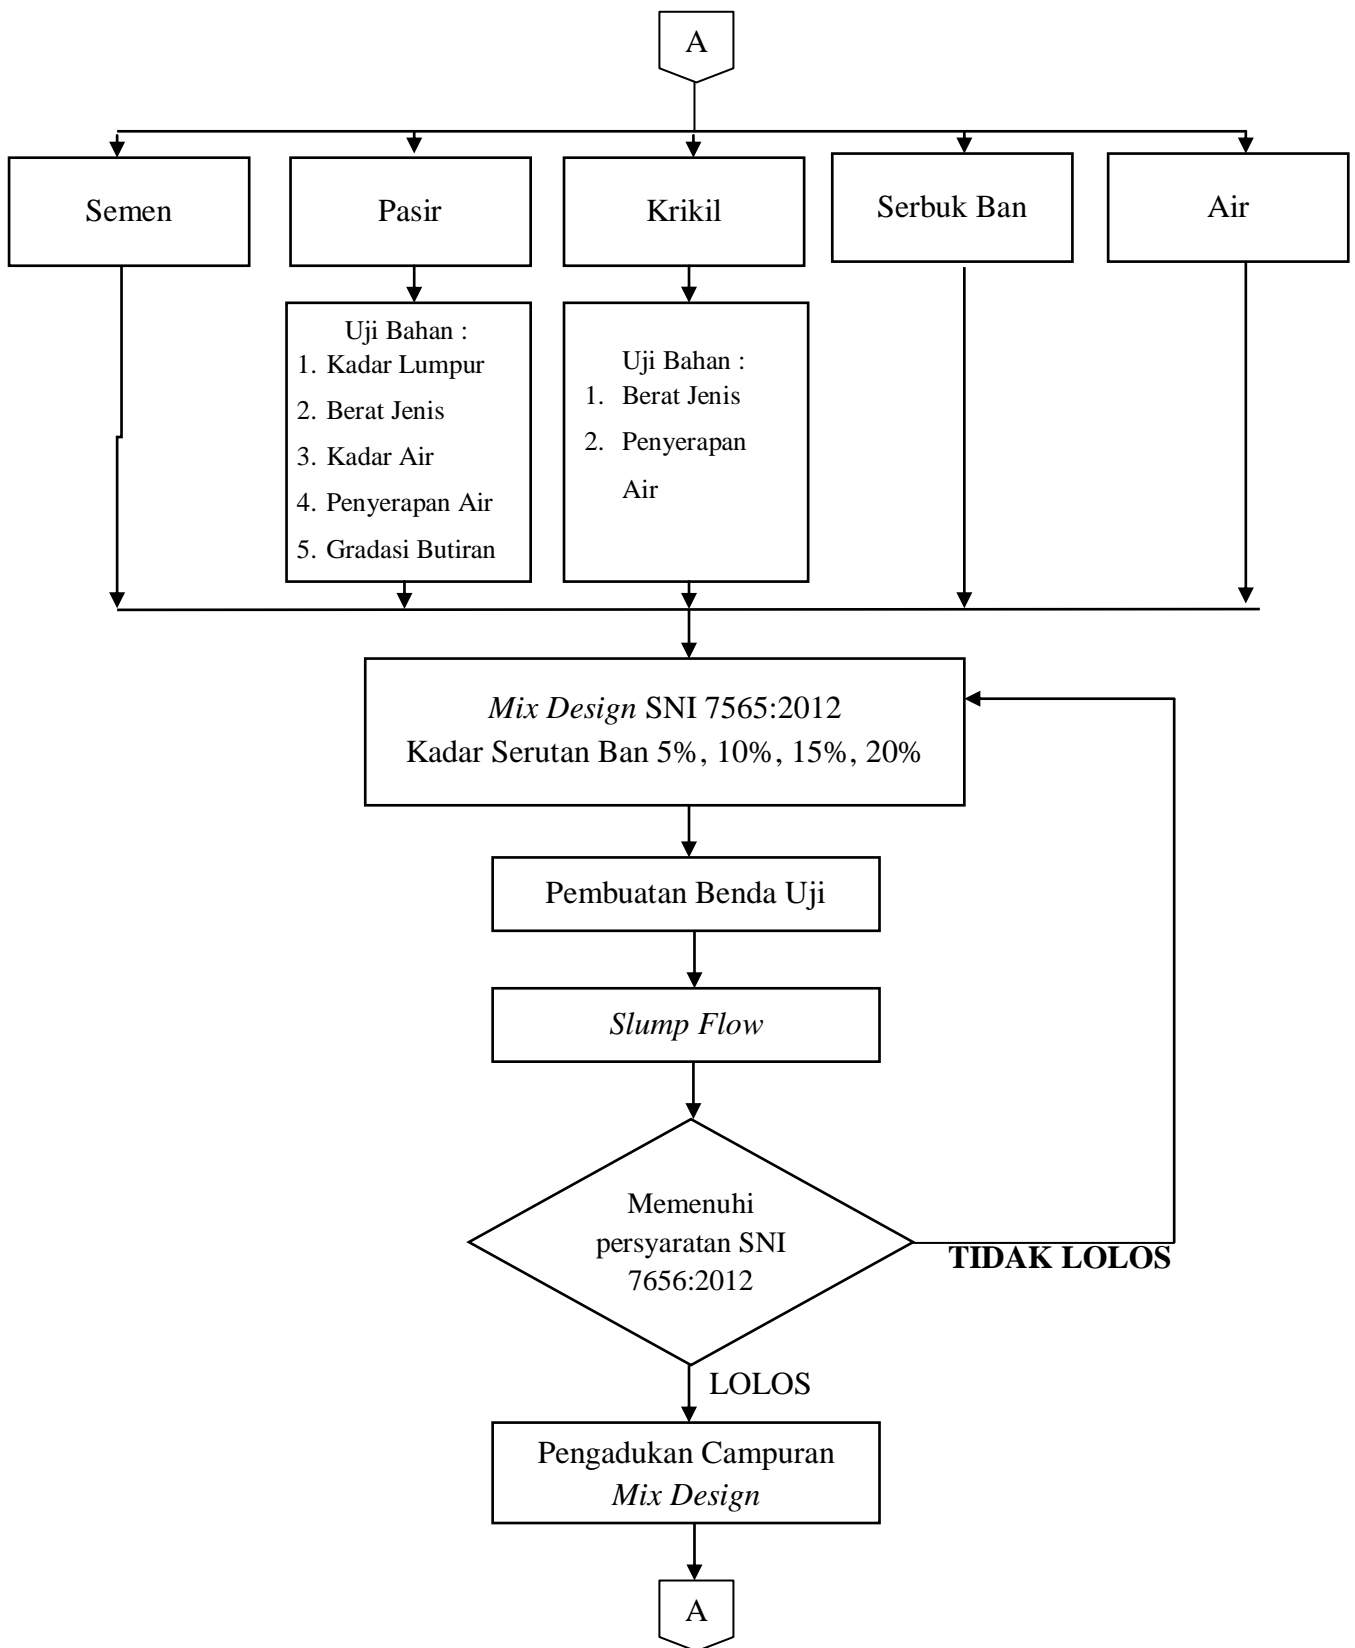 A
Semen
Pasir
Krikil
Serbuk Ban
Air
Uji Bahan :
1. Kadar Lumpur
2. Berat Jenis
3. Kadar Air
4. Penyerapan Air
5. Gradasi Butiran
Uji Bahan :
1. Berat Jenis
2. Penyerapan
Air
Mix Design SNI 7565:2012
Kadar Serutan Ban 5%, 10%, 15%, 20%
Pembuatan Benda Uji
Slump Flow
Memenuhi
persyaratan SNI
7656:2012
TIDAK LOLOS
LOLOS
Pengadukan Campuran
Mix Design
A